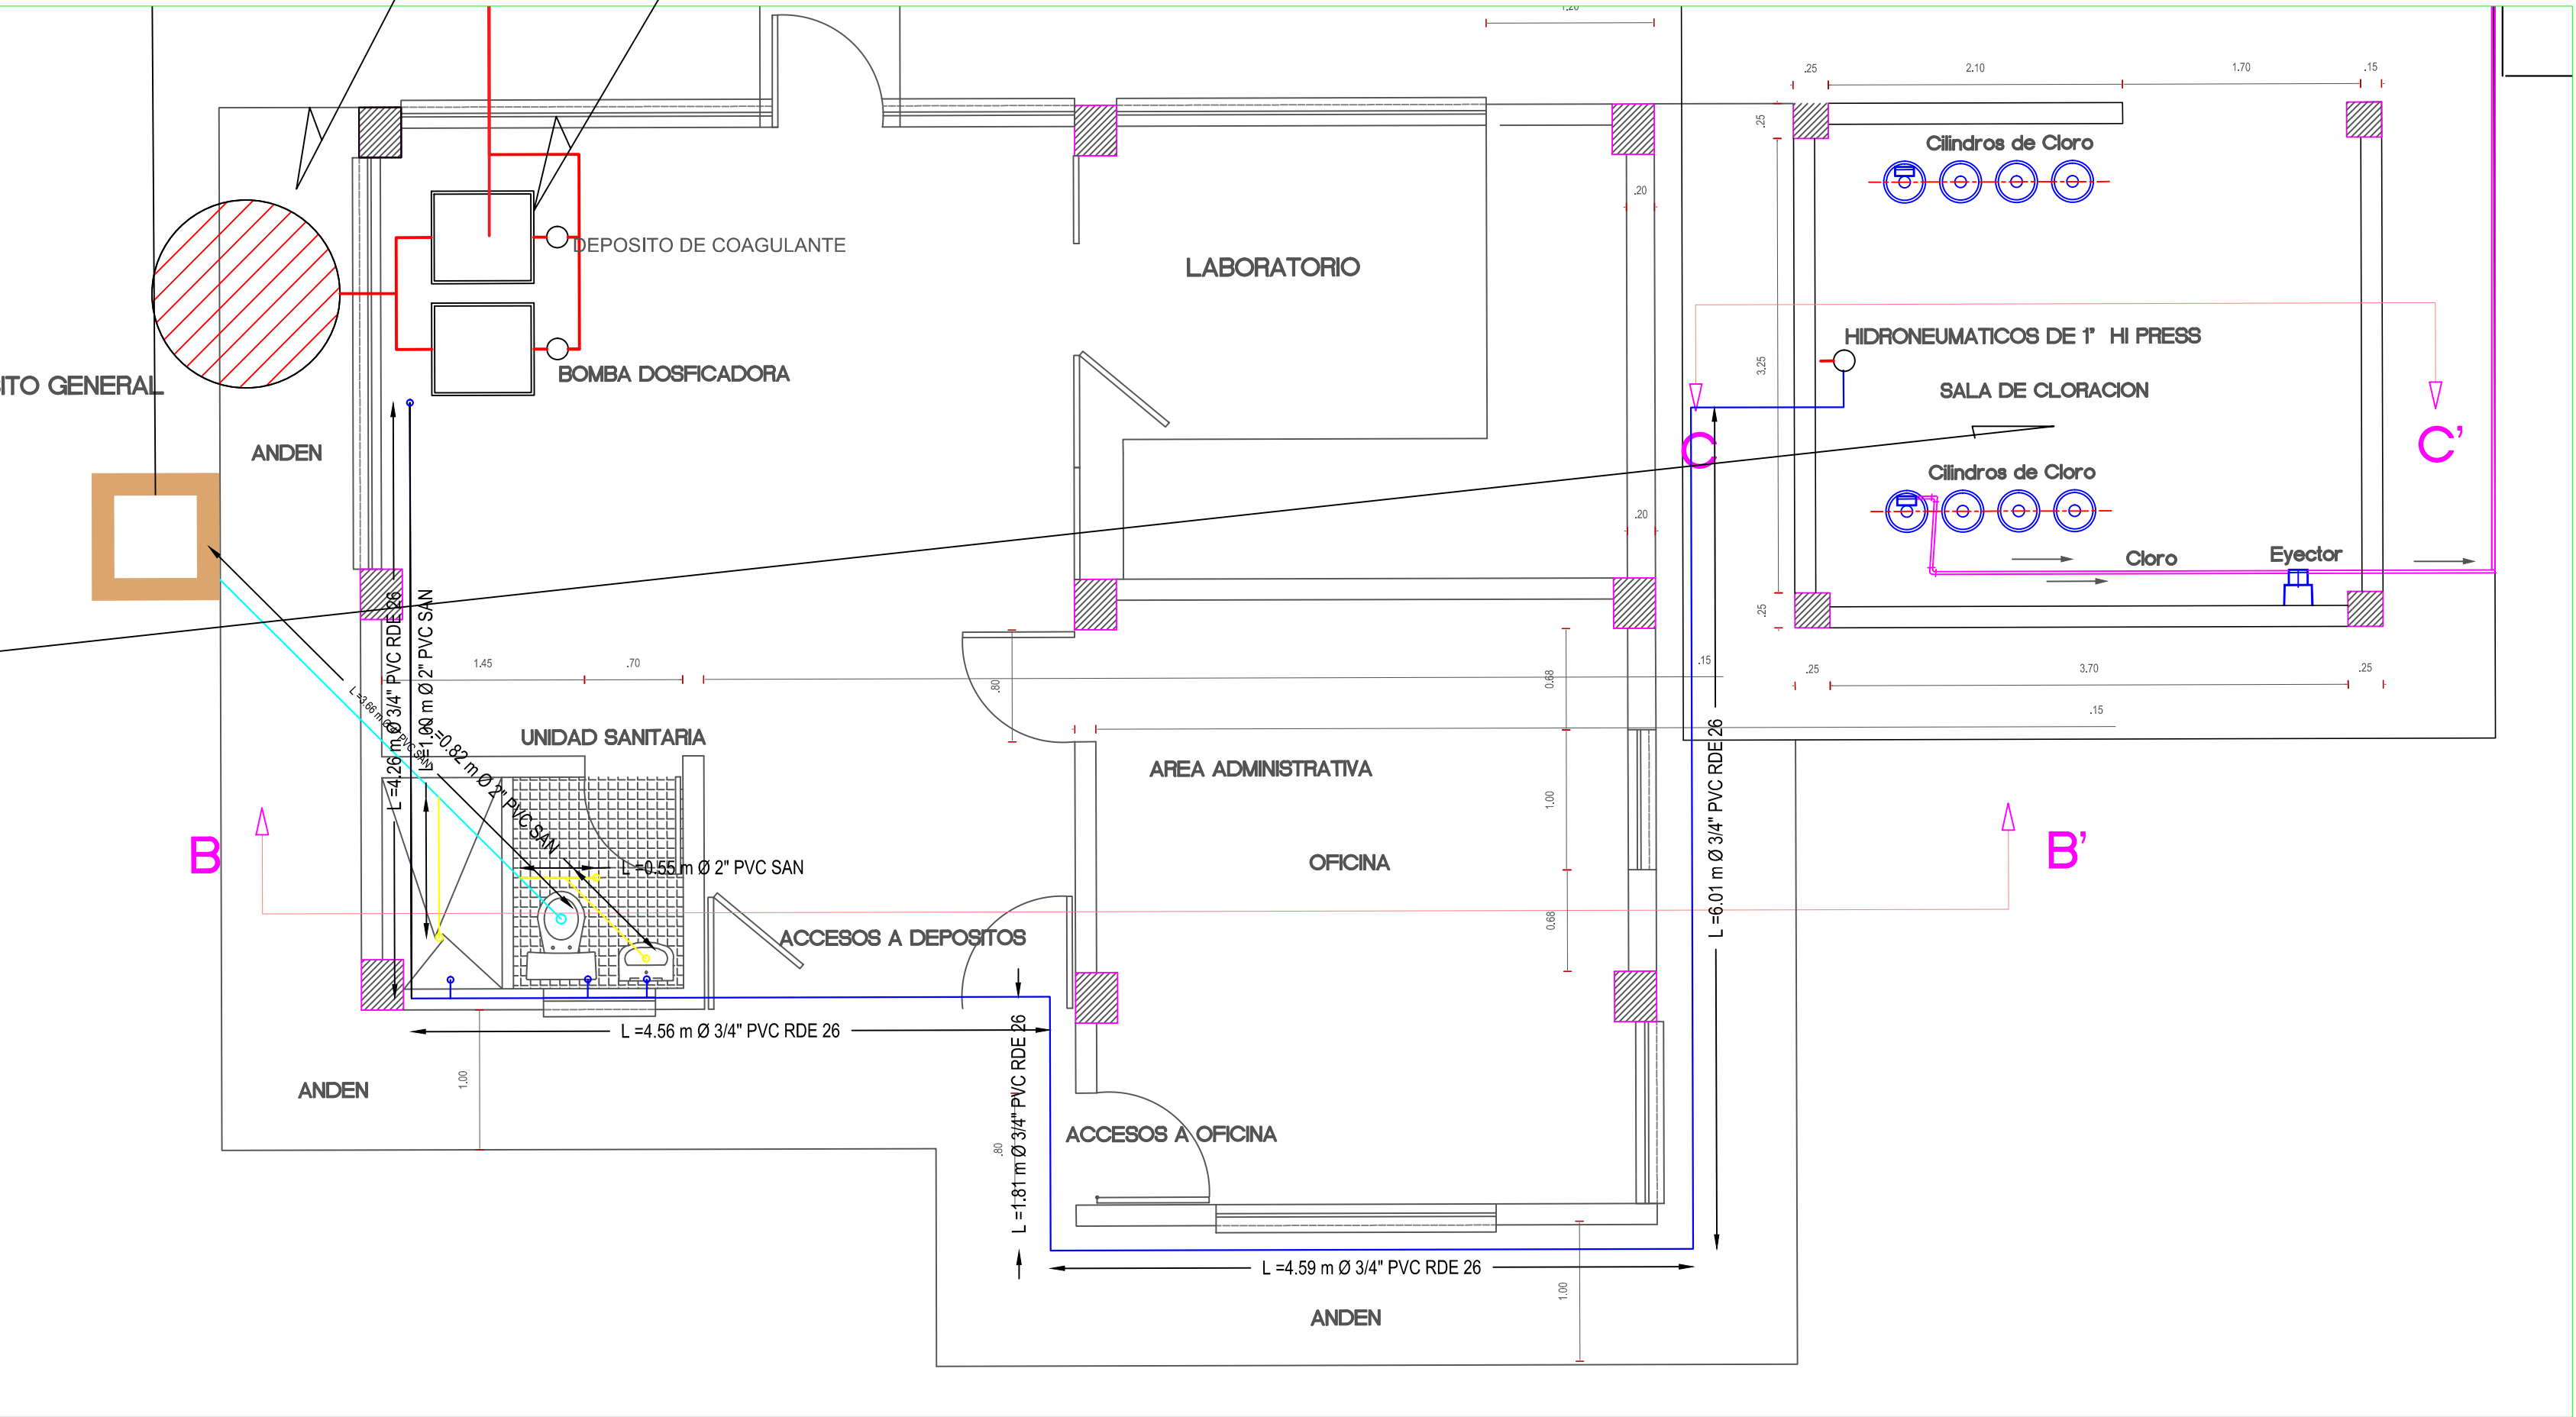 1.20
.25
2.10
1.70
.15
.25
Cilindros de Cloro
.20
DEPOSITO DE COAGULANTE
LABORATORIO
HIDRONEUMATICOS DE 1" HI PRESS
3.25
BOMBA DOSFICADORA
ITO GENERAL
SALA DE CLORACION
ANDEN
C
C'
Cilindros de Cloro
.20
Cloro
Eyector
.25
L =4.26 m Ø 3/4" PVC RDE 26
L =1.00 m Ø 2" PVC SAN
1.45
.70
.80
0.68
.15
.25
3.70
.25
.15
L =0.82 m Ø 2" PVC SAN
UNIDAD SANITARIA
AREA ADMINISTRATIVA
1.00
L =6.01 m Ø 3/4" PVC RDE 26
B
B'
OFICINA
L =0.55 m Ø 2" PVC SAN
0.68
ACCESOS A DEPOSITOS
L =4.56 m Ø 3/4" PVC RDE 26
L =1.81 m Ø 3/4" PVC RDE 26
1.00
ANDEN
.80
ACCESOS A OFICINA
L =4.59 m Ø 3/4" PVC RDE 26
1.00
ANDEN